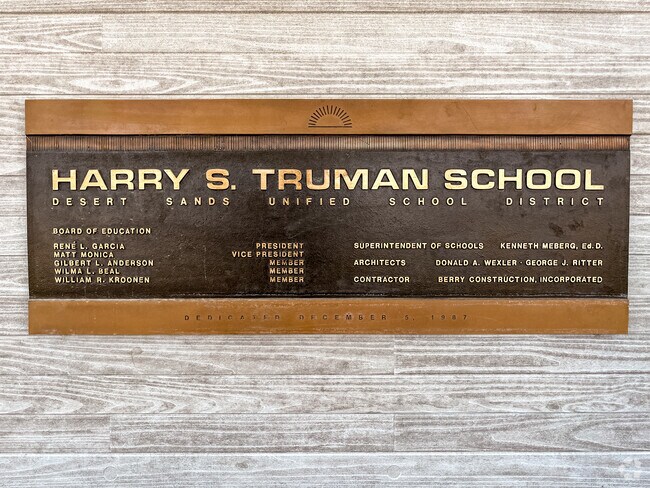 HARRY S. TRUMAN SCHOOL
DESERT SANDS UNIFIED SCHOOL DISTRICT
BOARD OF EDUCATION
RENÉ L. GARCIA PRESIDENT
MATT MONICA VICE PRESIDENT
GILBERT L. ANDERSON MEMBER
WILMA L. BEAL MEMBER
WILLIAM R. KROONEN MEMBER
SUPERINTENDENT OF SCHOOLS KENNETH MEBERG, Ed. D.
ARCHITECTS DONALD A. WEXLER · GEORGE J. RITTER
CONTRACTOR BERRY CONSTRUCTION, INCORPORATED
DEDICATED DECEMBER 1987